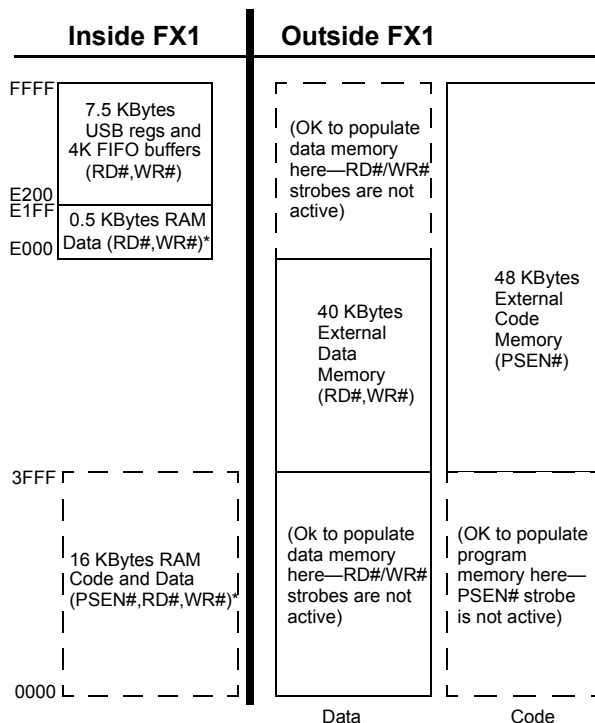 Inside FX1
Outside FX1
FFFF
7.5 KBytes
USB regs and
4K FIFO buffers
(RD#,WR#)
E200
E1FF
0.5 KBytes RAM
Data (RD#,WR#)*
E000
(OK to populate
data memory
here—RD#/WR#
strobes are not
active)
40 KBytes
External
Data
Memory
(RD#,WR#)
48 KBytes
External
Code
Memory
(PSEN#)
3FFF
16 KBytes RAM
Code and Data
(PSEN#,RD#,WR#)*
(Ok to populate
data memory
here—RD#/WR#
strobes are not
active)
(OK to populate
program
memory here—
PSEN# strobe
is not active)
0000
Data
Code